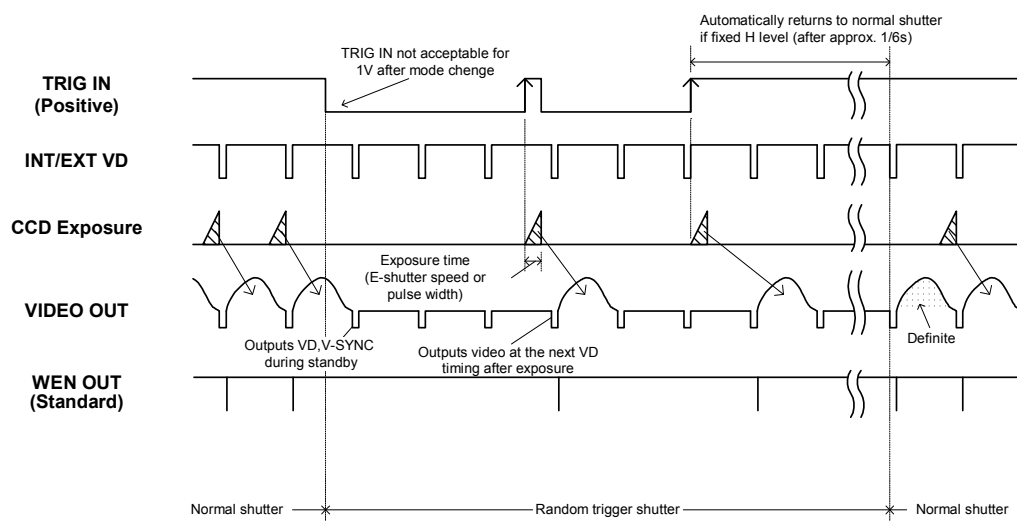 Automatically returns to normal shutter
if fixed H level (after approx. 1/6s)
TRIG IN not acceptable for
1V after mode chenge
TRIG IN
(Positive)
INT/EXT VD
CCD Exposure
Exposure time
(E-shutter speed or
pulse width)
VIDEO OUT
Outputs VD,V-SYNC
during standby
Outputs video at the next VD
timing after exposure
Definite
WEN OUT
(Standard)
Normal shutter
Random trigger shutter
Normal shutter